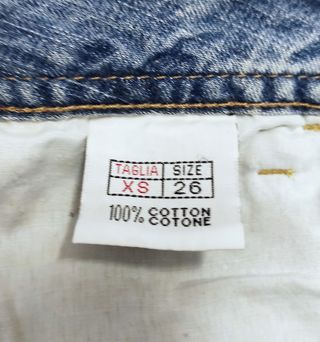 TAGLIA SIZE
XS 26
100% COTTON
COTONE